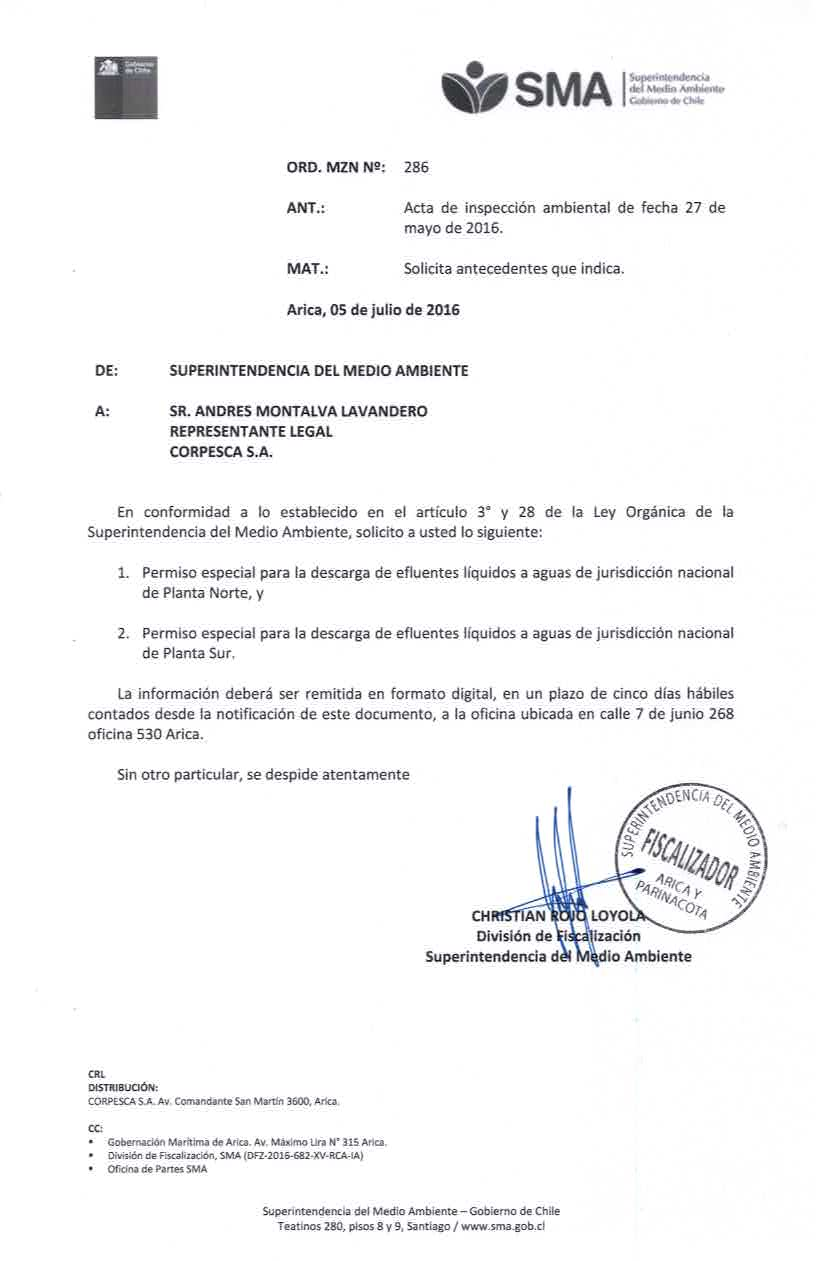 Gobierno de Chile
SMA
Superintendencia
del Medio Ambiente
Gobierno de Chile
ORD. MZN Nº: 286
ANT.: Acta de inspección ambiental de fecha 27 de
mayo de 2016.
MAT.: Solicita antecedentes que indica.
Arica, 05 de julio de 2016
DE: SUPERINTENDENCIA DEL MEDIO AMBIENTE
A: SR. ANDRES MONTALVA LAVANDERO
REPRESENTANTE LEGAL
CORPESCA S.A.
En conformidad a lo establecido en el artículo 3° y 28 de la Ley Orgánica de la
Superintendencia del Medio Ambiente, solicito a usted lo siguiente:
1. Permiso especial para la descarga de efluentes líquidos a aguas de jurisdicción nacional
de Planta Norte, y
2. Permiso especial para la descarga de efluentes líquidos a aguas de jurisdicción nacional
de Planta Sur.
La información deberá ser remitida en formato digital, en un plazo de cinco días hábiles
contados desde la notificación de este documento, a la oficina ubicada en calle 7 de junio 268
oficina 530 Arica.
Sin otro particular, se despide atentamente
SUPERINTENDENCIA DEL MEDIO AMBIENTE
FISCALIZADOR
ARICA Y
PARINACOTA
CHRISTIAN ROJO LOYOLA
División de Fiscalización
Superintendencia del Medio Ambiente
CRL
DISTRIBUCIÓN:
CORPESCA S.A. Av. Comandante San Martín 3600, Arica.
CC:
▪ Gobernación Marítima de Arica. Av. Máximo Lira N° 315 Arica.
▪ División de Fiscalización, SMA (DFZ-2016-682-XV-RCA-IA)
▪ Oficina de Partes SMA
Superintendencia del Medio Ambiente – Gobierno de Chile
Teatinos 280, pisos 8 y 9, Santiago / www.sma.gob.cl